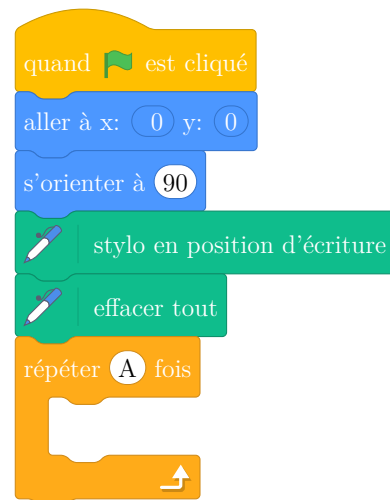 quand est cliqué
aller à x: 0 y: 0
s'orienter à 90
stylo en position d'écriture
effacer tout
répéter A fois